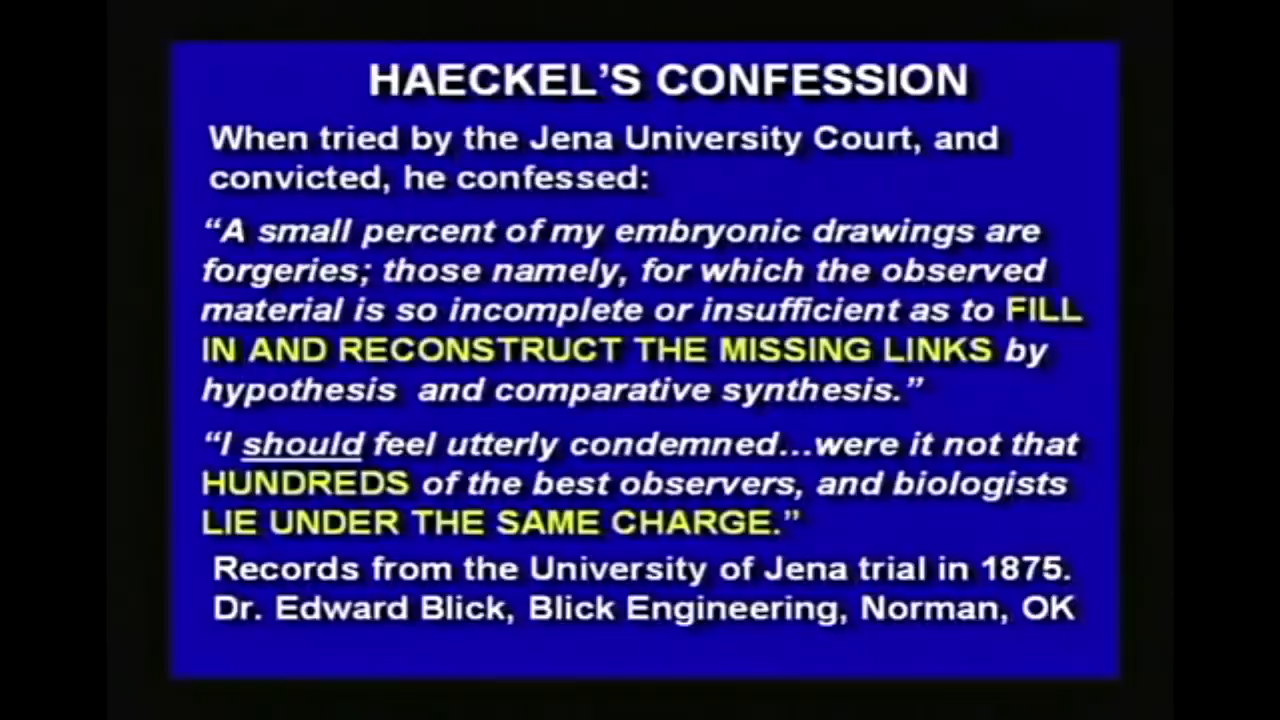 HAECKEL'S CONFESSION
When tried by the Jena University Court, and
convicted, he confessed:
“A small percent of my embryonic drawings are
forgeries; those namely, for which the observed
material is so incomplete or insufficient as to FILL
IN AND RECONSTRUCT THE MISSING LINKS by
hypothesis and comparative synthesis.”
“I should feel utterly condemned...were it not that
HUNDREDS of the best observers, and biologists
LIE UNDER THE SAME CHARGE.”
Records from the University of Jena trial in 1875.
Dr. Edward Blick, Blick Engineering, Norman, OK